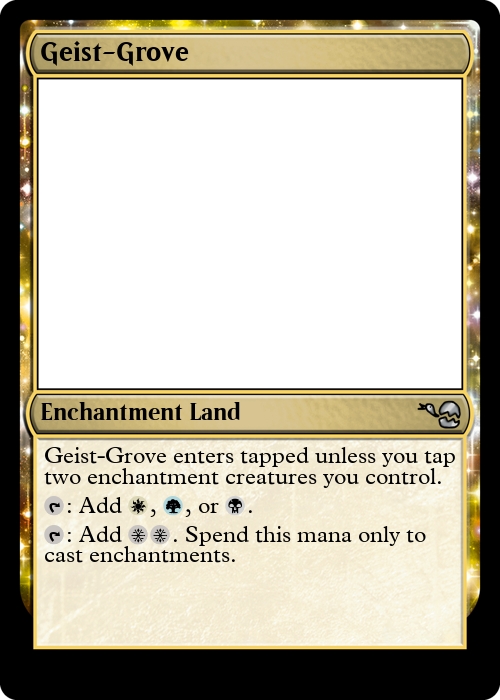 Geist-Grove
Enchantment Land
Geist-Grove enters tapped unless you tap
two enchantment creatures you control.
: Add , , or .
: Add . Spend this mana only to
cast enchantments.